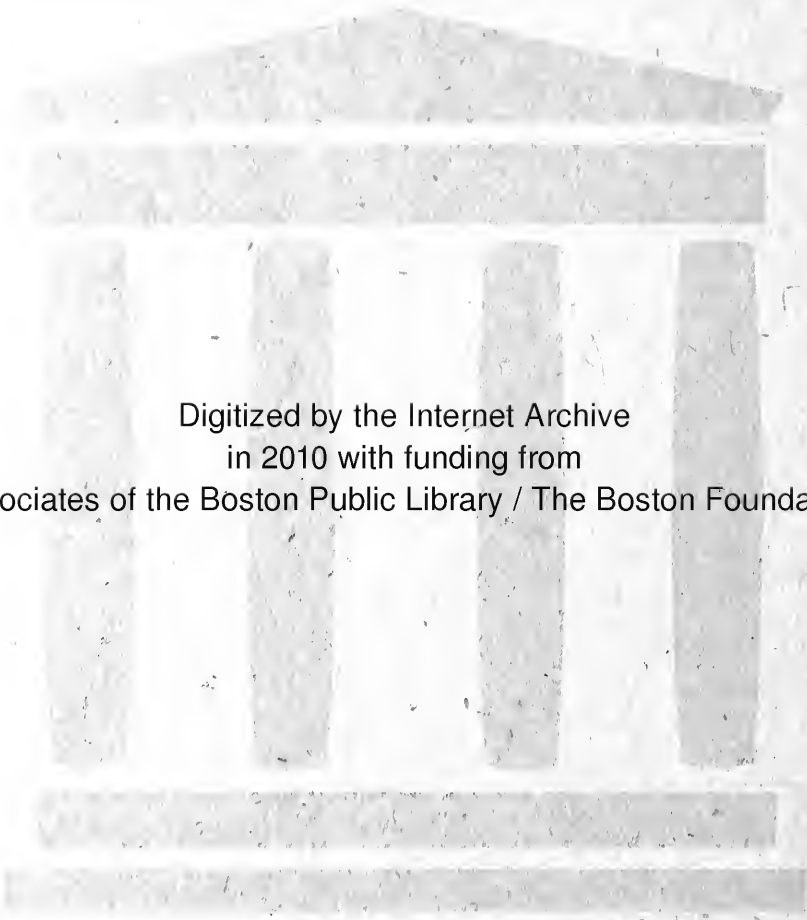 Digitized by the Internet Archive
in 2010 with funding from
ociates of the Boston Public Library / The Boston Founda